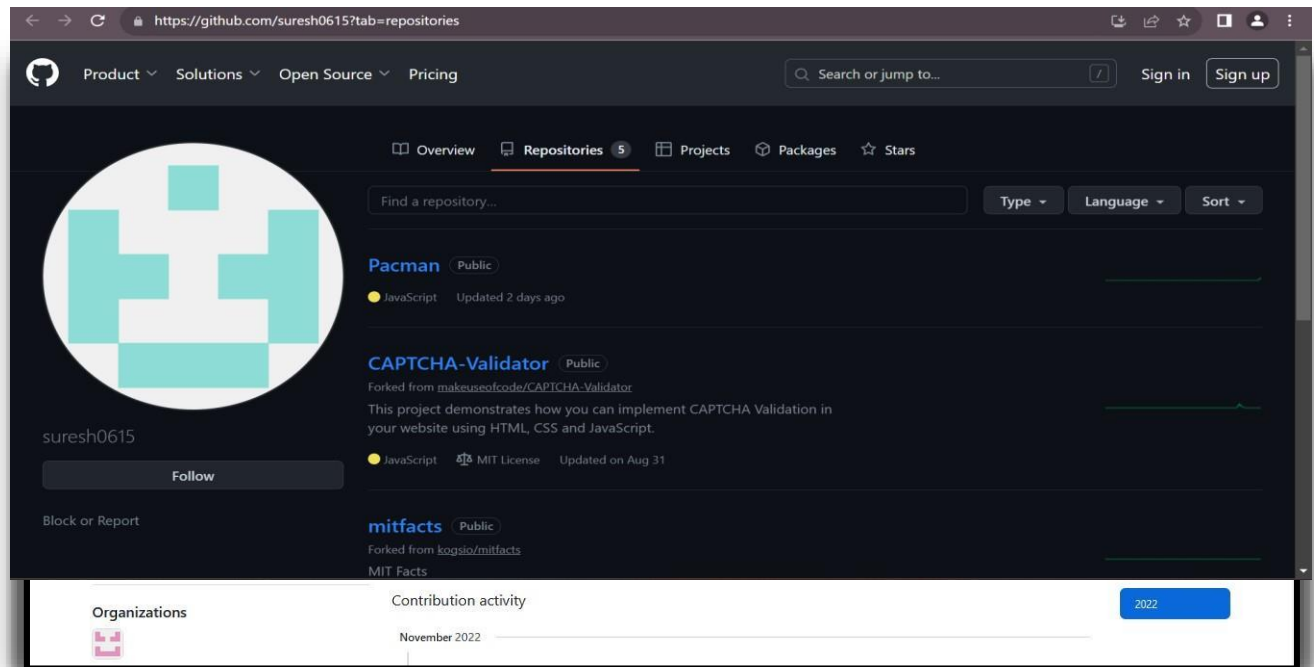 https://github.com/suresh0615?tab=repositories
Product Solutions Open Source Pricing Search or jump to... / Sign in Sign up
Overview Repositories 5 Projects Packages Stars
Find a repository... Type Language Sort
Pacman Public
JavaScript Updated 2 days ago
CAPTCHA-Validator Public
Forked from makeuseofcode/CAPTCHA-Validator
This project demonstrates how you can implement CAPTCHA Validation in
your website using HTML, CSS and JavaScript.
JavaScript MIT License Updated on Aug 31
suresh0615
Follow
Block or Report
mitfacts Public
Forked from kogsio/mitfacts
MIT Facts
Organizations
Contribution activity
2022
November 2022